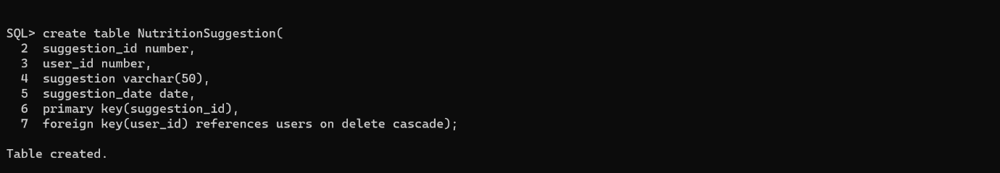 SQL> create table NutritionSuggestion(
  2  suggestion_id number,
  3  user_id number,
  4  suggestion varchar(50),
  5  suggestion_date date,
  6  primary key(suggestion_id),
  7  foreign key(user_id) references users on delete cascade);
Table created.